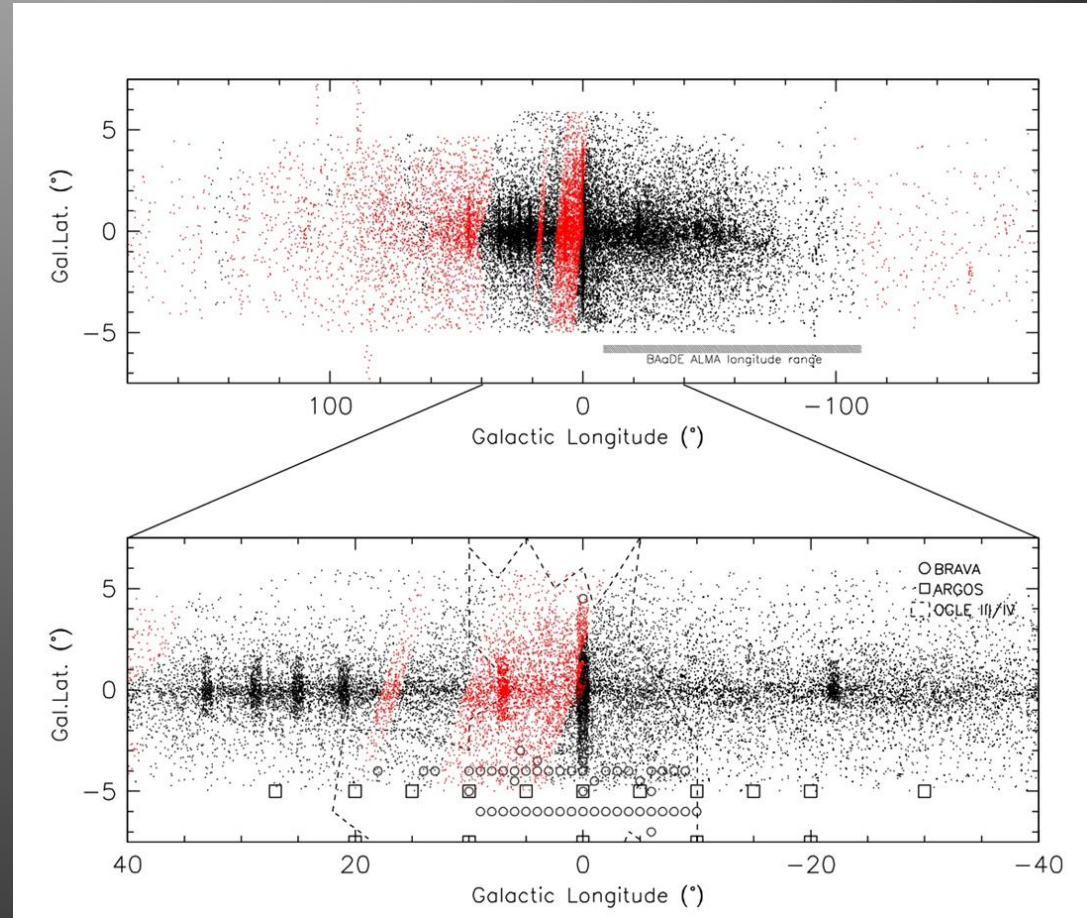 5
0
−5
Gal.Lat. (°)
BAaDE ALMA longitude range
100
0
−100
Galactic Longitude (°)
5
0
−5
Gal.Lat. (°)
BRAVA
ARGOS
OGLE III/IV
40
20
0
−20
−40
Galactic Longitude (°)